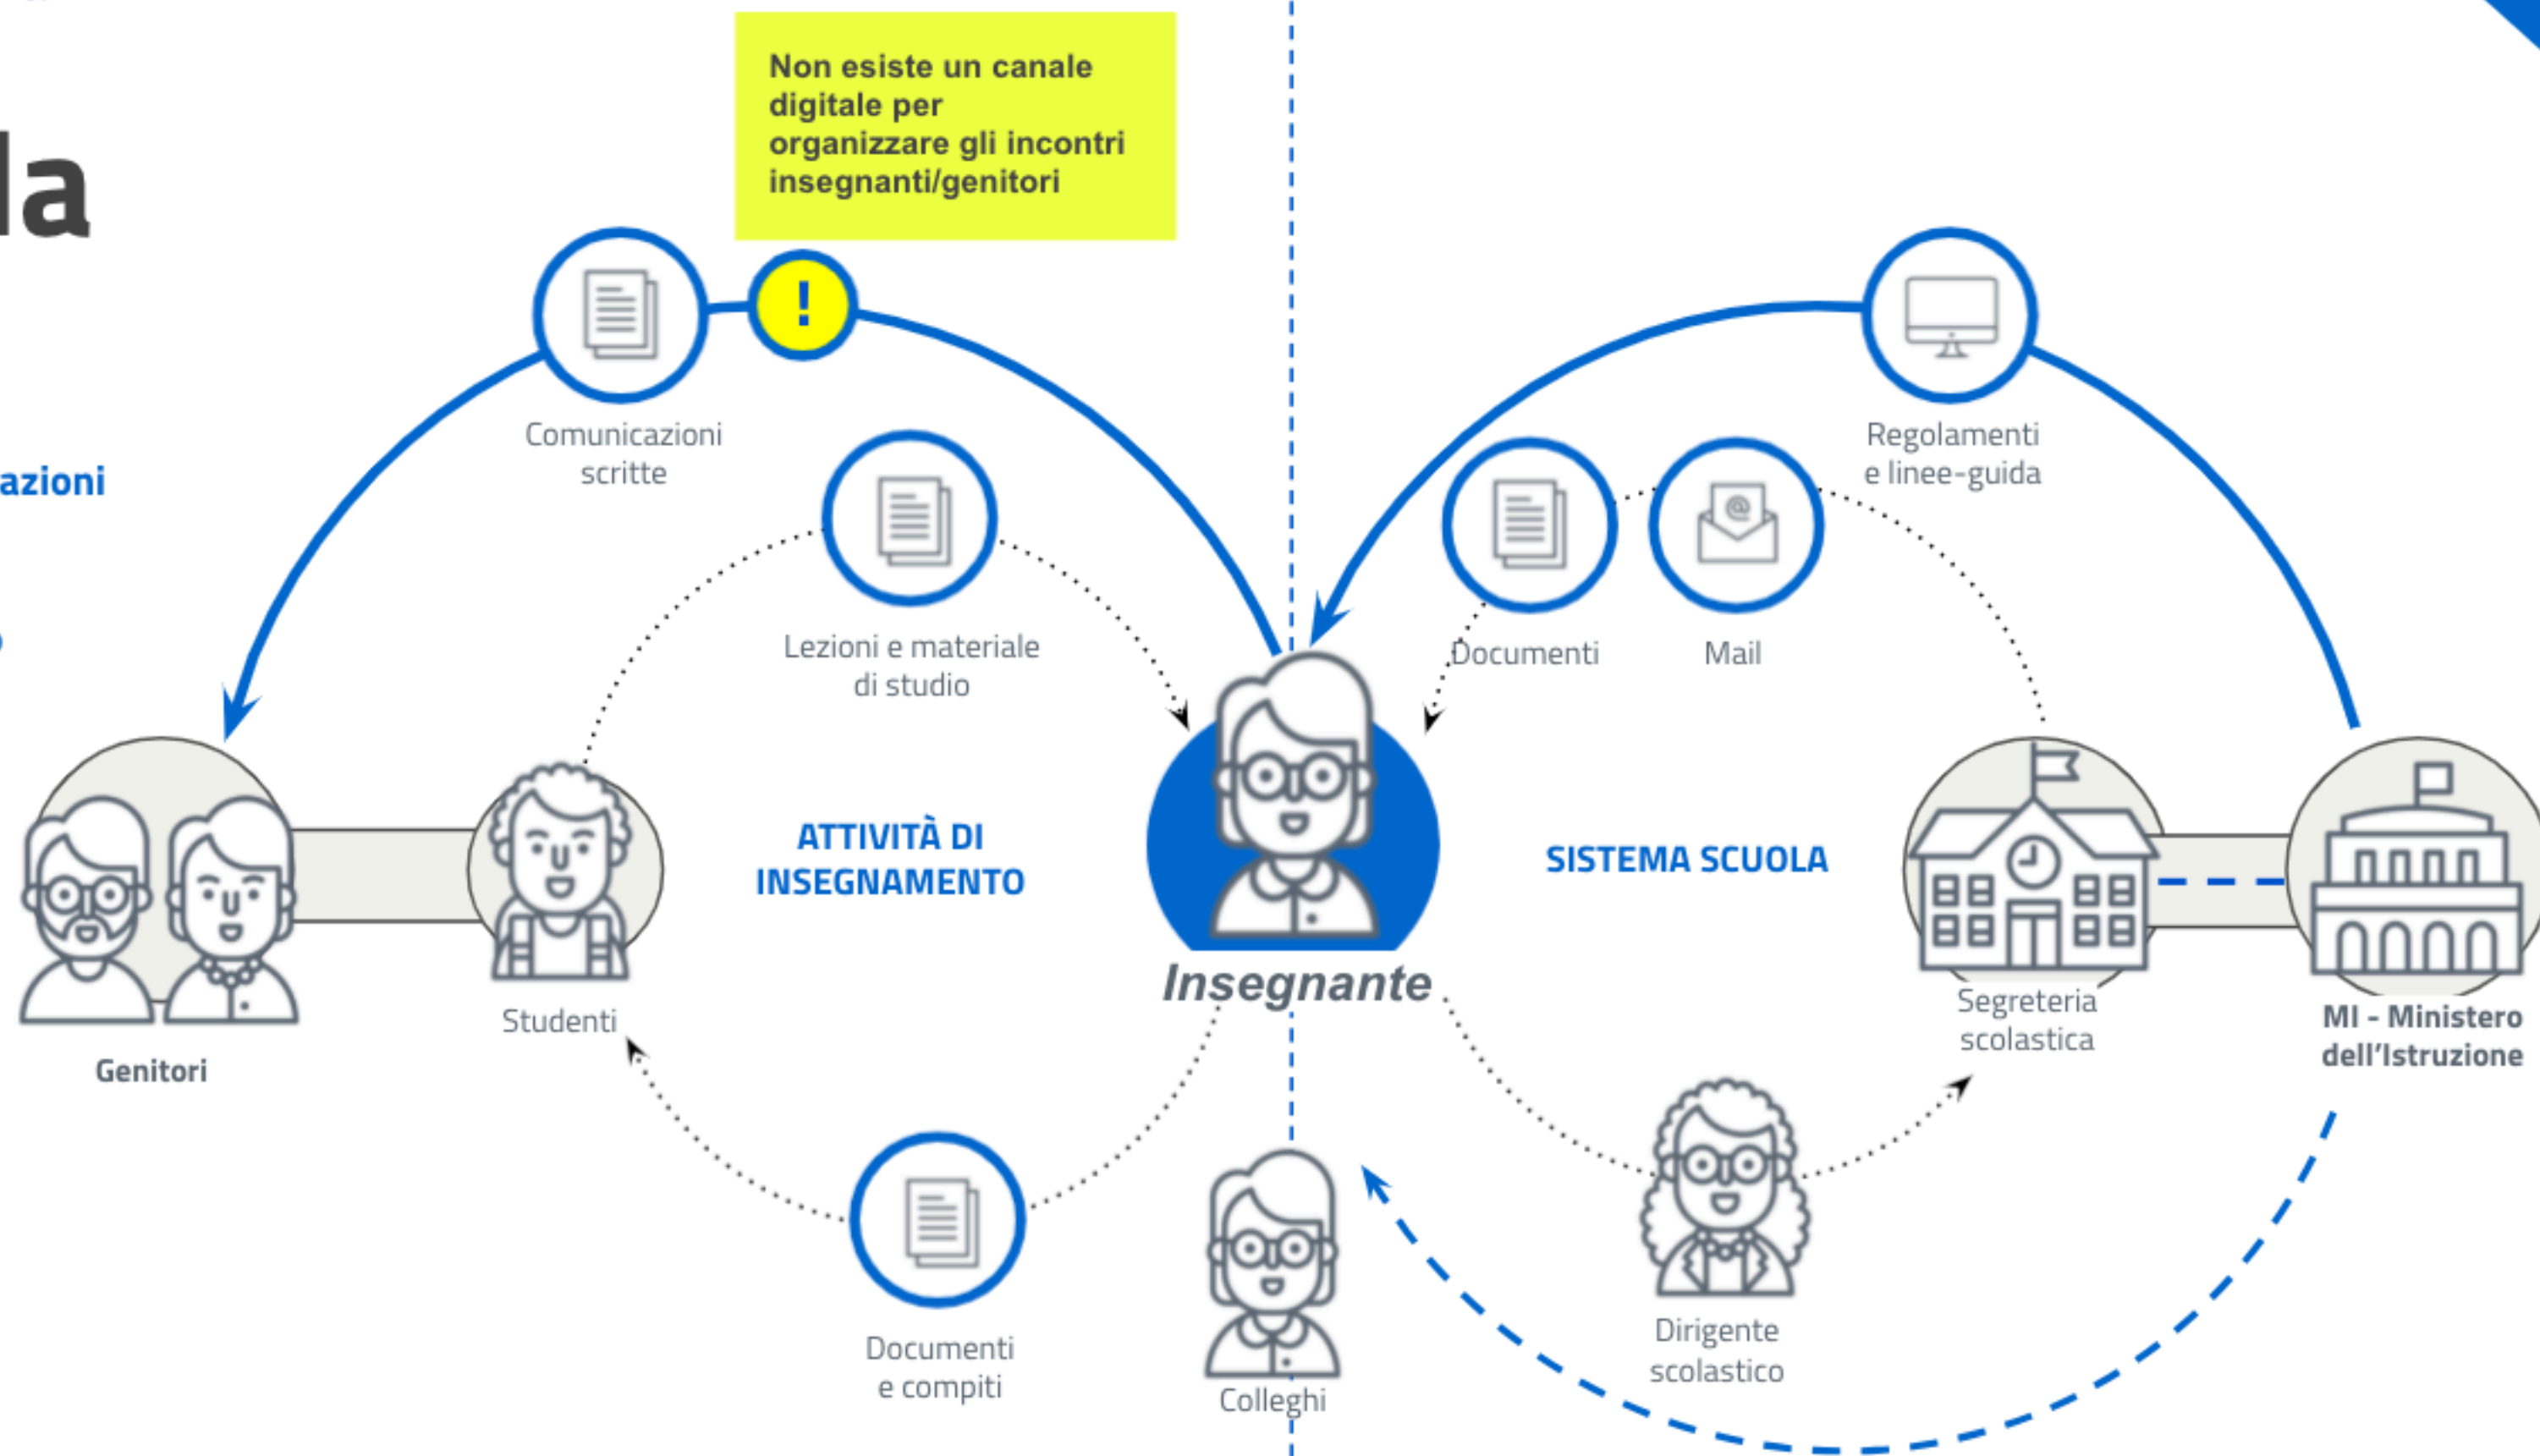 Non esiste un canale
digitale per
organizzare gli incontri
insegnanti/genitori
la
azioni
!
Comunicazioni
scritte
Lezioni e materiale
di studio
Regolamenti
e linee-guida
@
Documenti
Mail
ATTIVITÀ DI
INSEGNAMENTO
SISTEMA SCUOLA
Insegnante
Studenti
Genitori
Segreteria
scolastica
MI - Ministero
dell'Istruzione
Documenti
e compiti
Colleghi
Dirigente
scolastico